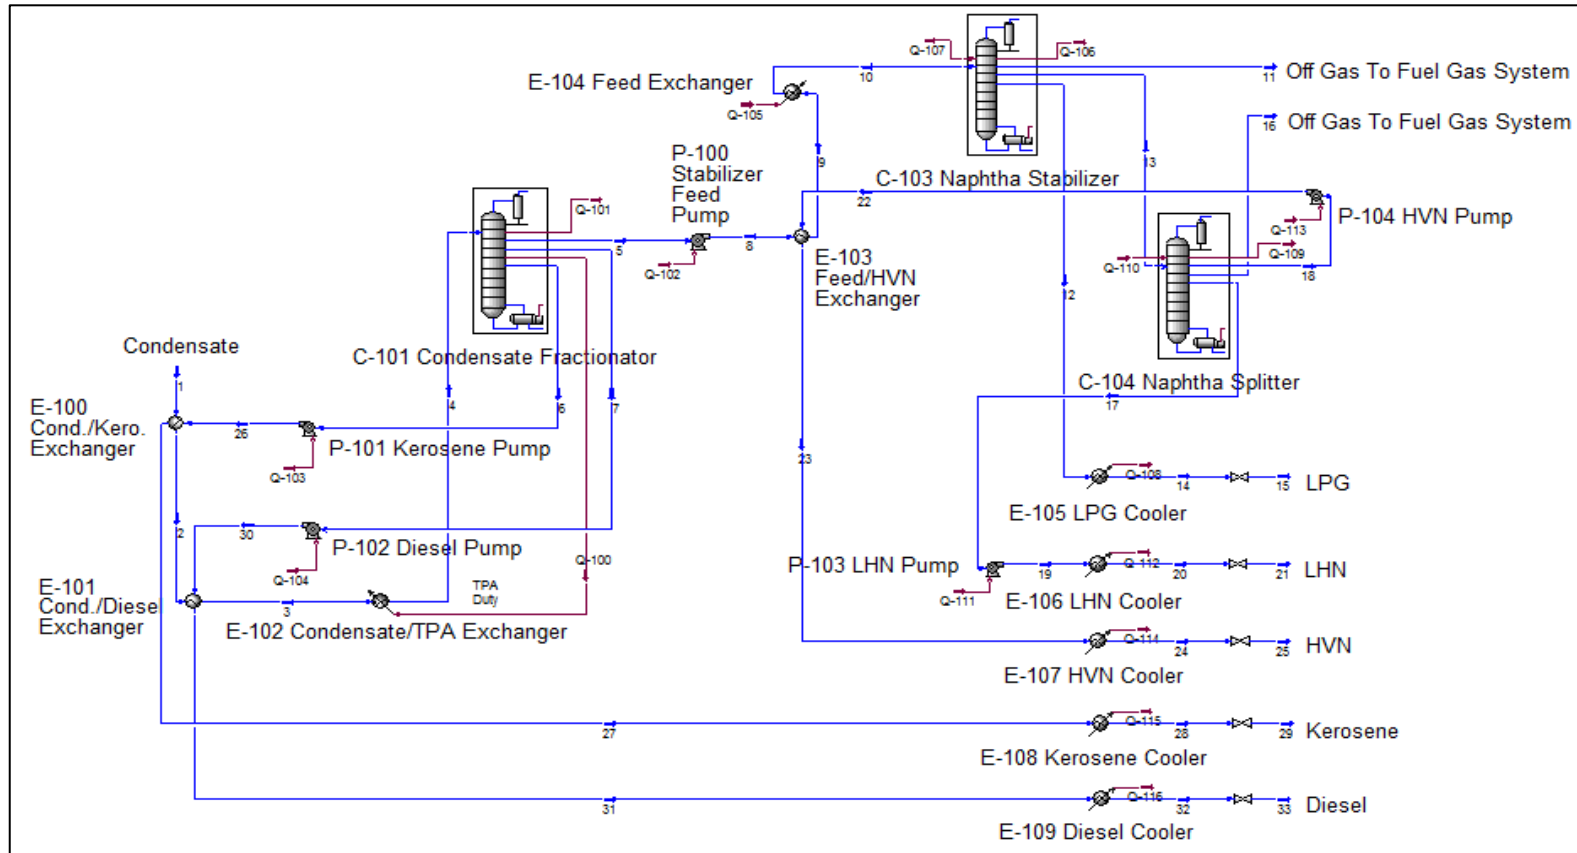 Q-107
Q-106
10
11
Off Gas To Fuel Gas System
E-104 Feed Exchanger
Q-105
16
Off Gas To Fuel Gas System
P-100
Stabilizer
Feed
Pump
9
13
C-103 Naphtha Stabilizer
22
P-104 HVN Pump
Q-113
Q-101
5
8
Q-102
E-103
Feed/HVN
Exchanger
Q-109
Q-110
18
12
Condensate
1
C-101 Condensate Fractionator
4
6
7
C-104 Naphtha Splitter
17
E-100
Cond./Kero.
Exchanger
26
P-101 Kerosene Pump
Q-103
23
Q-108
14
15
LPG
E-105 LPG Cooler
2
30
P-102 Diesel Pump
Q-104
Q-100
P-103 LHN Pump
Q-111
19
Q-112
20
21
LHN
E-106 LHN Cooler
E-101
Cond./Diesel
Exchanger
3
TPA
Duty
E-102 Condensate/TPA Exchanger
Q-114
24
25
HVN
E-107 HVN Cooler
27
Q-115
28
29
Kerosene
E-108 Kerosene Cooler
31
Q-116
32
33
Diesel
E-109 Diesel Cooler